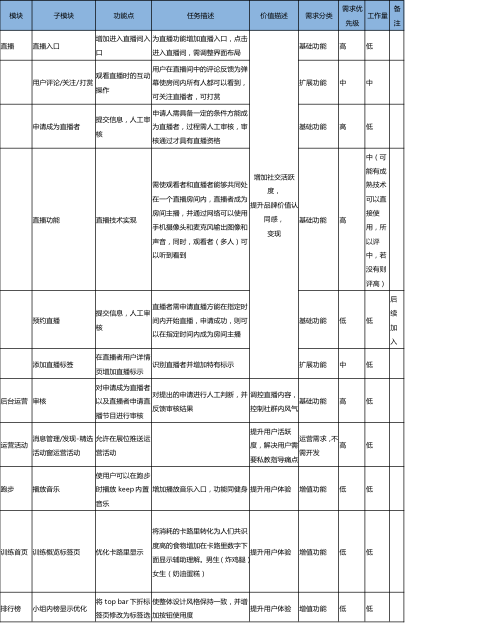 模块 子模块 功能点 任务描述 价值描述 需求分类 需求优先级 工作量 备注
直播 直播入口 增加进入直播间入口 为直播功能增加直播入口，点击进入直播间，需调整界面布局 基础功能 高 低
用户评论/关注/打赏 观看直播时的互动操作 用户在直播间中的评论反馈为弹幕使房间内所有人都可以看到，可关注直播者，可打赏 扩展功能 中 中
申请成为直播者 提交信息，人工审核 申请人需具备一定的条件方能成为直播者，过程需人工审核，审核通过才具有直播资格 基础功能 高 低
增加社交活跃度，
提升品牌价值认同感，
变现
直播功能 直播技术实现 需使观看者和直播者能够共同处在一个直播房间内，直播者成为房间主播，并通过网络可以使用手机摄像头和麦克风输出图像和声音，同时，观看者（多人）可以听到看到 基础功能 高 中（可能有成熟技术可以直接使用，所以评中，若没有则评高）
预约直播 提交信息，人工审核 直播者需申请直播方能在指定时间内开始直播，申请成功，则可以在指定时间内成为房间主播 基础功能 低 低 后续加入
添加直播标签 在直播者用户详情页增加直播标示 识别直播者并增加特有标示 扩展功能 中 低
后台运营 审核 对申请成为直播者以及直播者申请直播节目进行审核 对提出的申请进行人工判断，并反馈审核结果 调控直播内容，控制社群内风气 基础功能 高 低
运营活动 消息管理/发现-精选活动窗运营活动 允许在展位推送运营活动 提升用户活跃度，解决用户需要私教指导痛点 运营需求，不需开发 高 低
跑步 播放音乐 使用户可以在跑步时播放 keep 内置音乐 增加播放音乐入口，功能同健身 提升用户体验 增值功能 低 低
训练首页 训练概览标签页 优化卡路里显示 将消耗的卡路里转化为人们共识度高的食物增加在卡路里数字下面显示辅助理解。男生（炸鸡腿）女生（奶油蛋糕） 提升用户体验 增值功能 低 低
排行榜 小组内榜显示优化 将 top bar 下折标签页修改为标签选 使整体设计风格保持一致，并增加按钮使用度 提升用户体验 增值功能 低 低